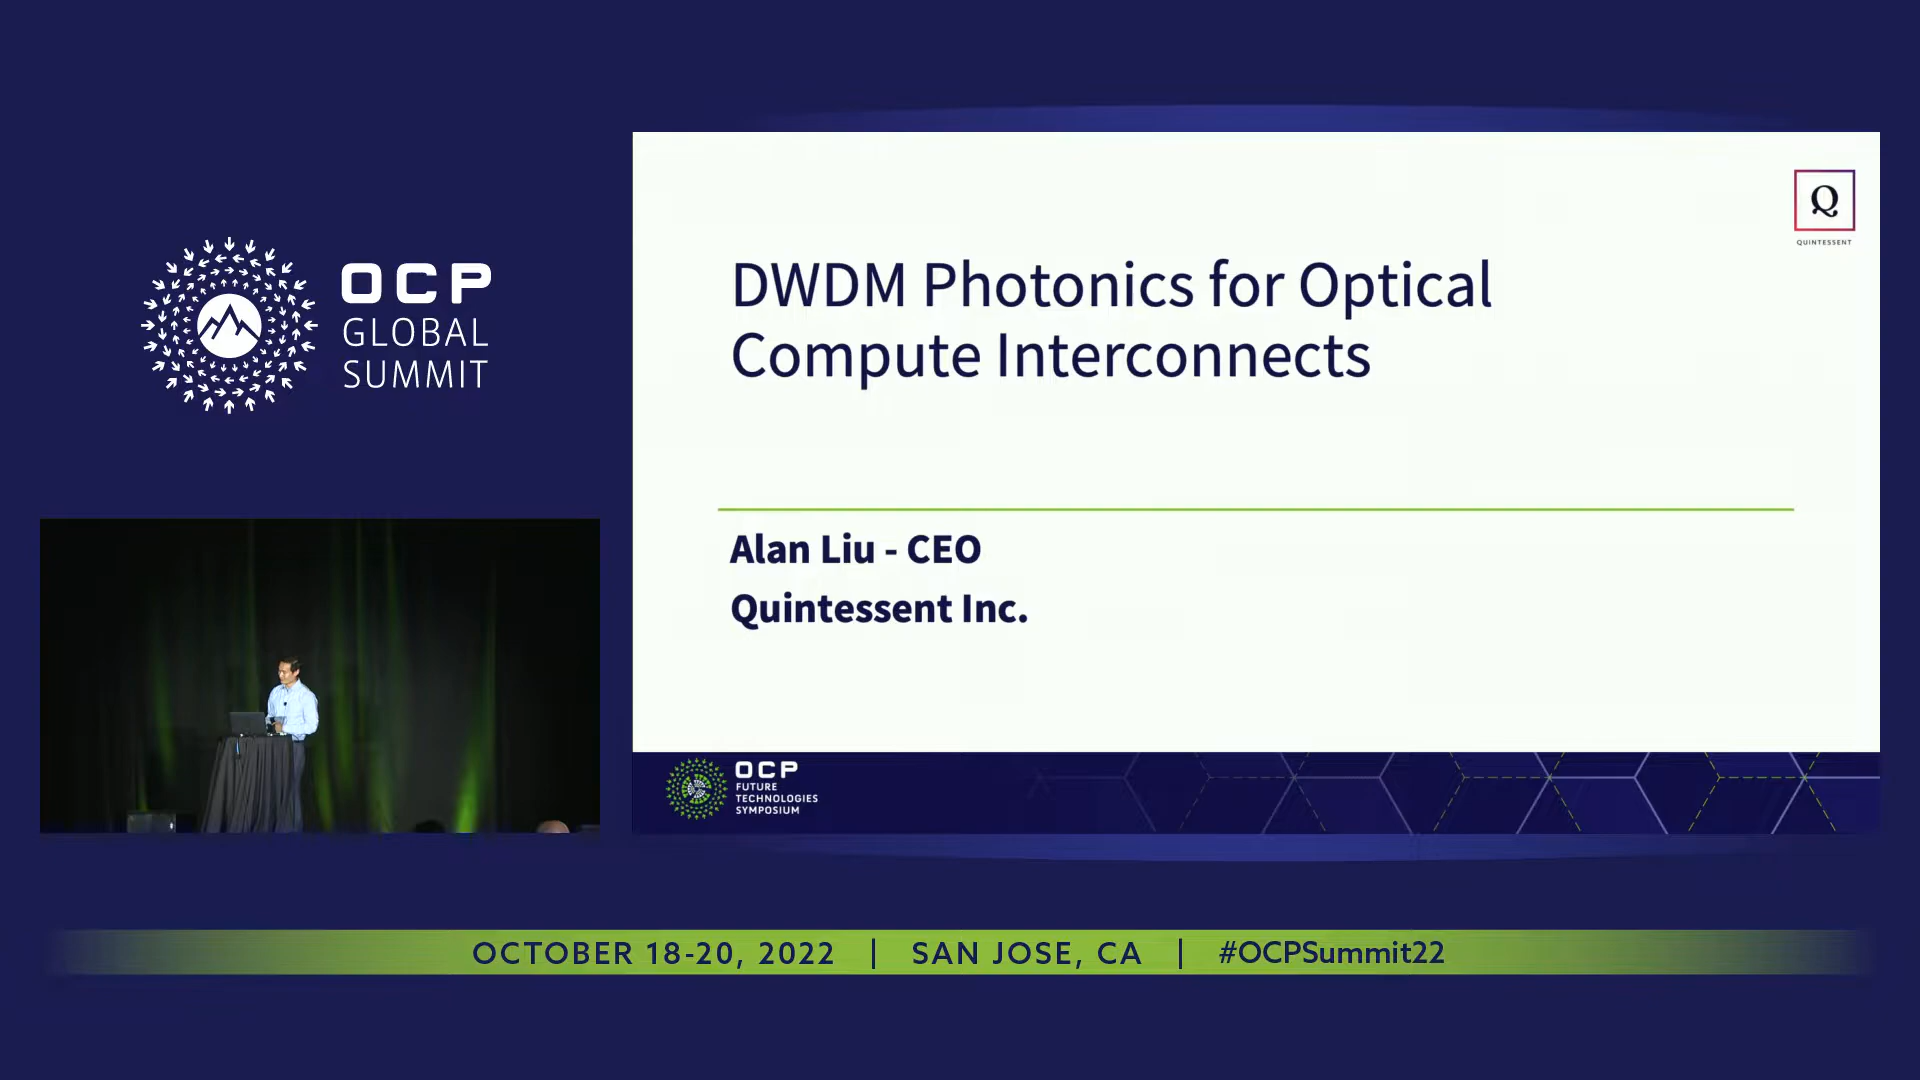 OCP
GLOBAL
SUMMIT
Q
QUINTESSENT
DWDM Photonics for Optical
Compute Interconnects
Alan Liu - CEO
Quintessent Inc.
OCP
FUTURE
TECHNOLOGIES
SYMPOSIUM
OCTOBER 18-20, 2022 | SAN JOSE, CA | #OCPSummit22